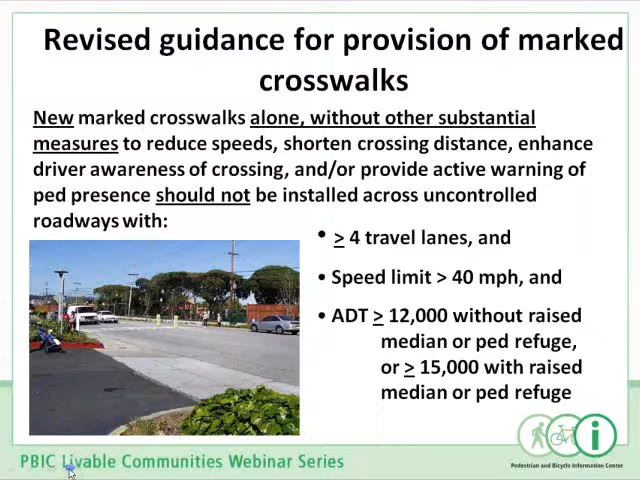 Revised guidance for provision of marked
crosswalks
New marked crosswalks alone, without other substantial
measures to reduce speeds, shorten crossing distance, enhance
driver awareness of crossing, and/or provide active warning of
ped presence should not be installed across uncontrolled
roadways with:
• ≥ 4 travel lanes, and
• Speed limit > 40 mph, and
• ADT ≥ 12,000 without raised
median or ped refuge,
or ≥ 15,000 with raised
median or ped refuge
PBIC Livable Communities Webinar Series
i
Pedestrian and Bicycle Information Center